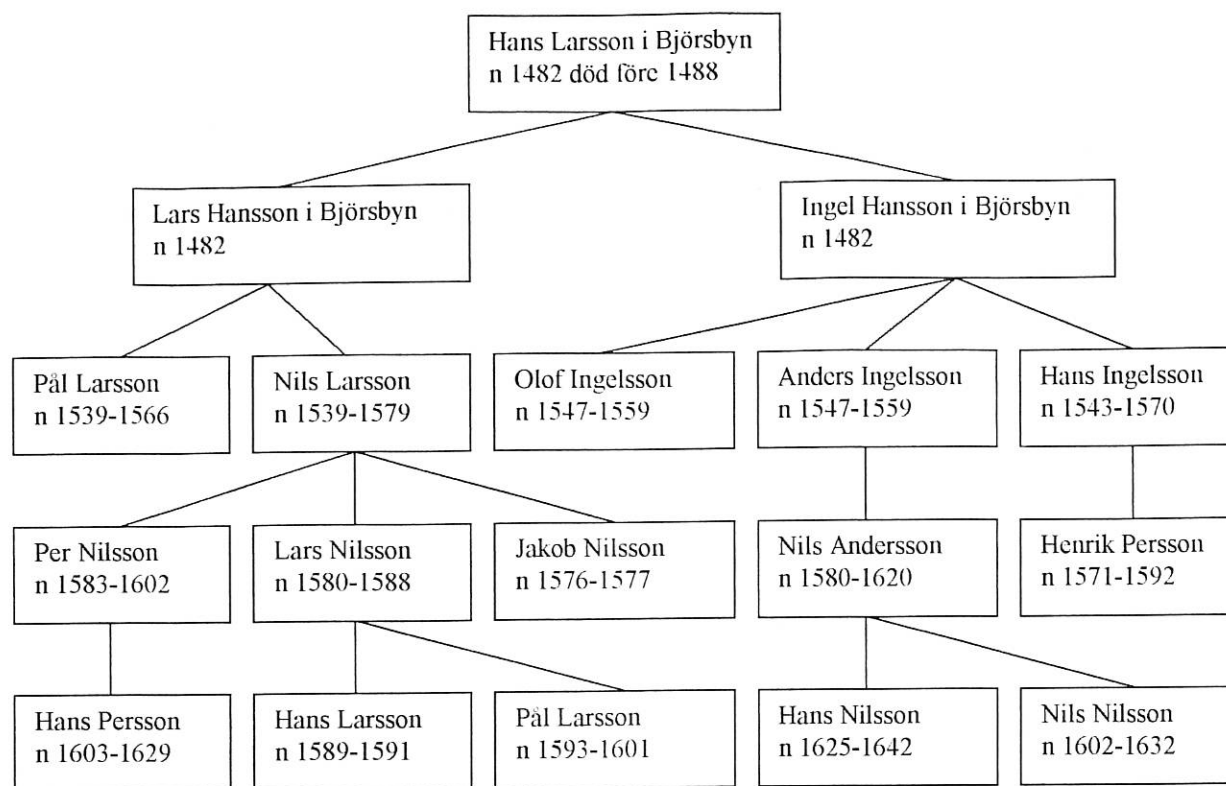 Hans Larsson i Björsbyn
n 1482 död före 1488
Lars Hansson i Björsbyn
n 1482
Ingel Hansson i Björsbyn
n 1482
Pål Larsson
n 1539-1566
Nils Larsson
n 1539-1579
Olof Ingelsson
n 1547-1559
Anders Ingelsson
n 1547-1559
Hans Ingelsson
n 1543-1570
Per Nilsson
n 1583-1602
Lars Nilsson
n 1580-1588
Jakob Nilsson
n 1576-1577
Nils Andersson
n 1580-1620
Henrik Persson
n 1571-1592
Hans Persson
n 1603-1629
Hans Larsson
n 1589-1591
Pål Larsson
n 1593-1601
Hans Nilsson
n 1625-1642
Nils Nilsson
n 1602-1632